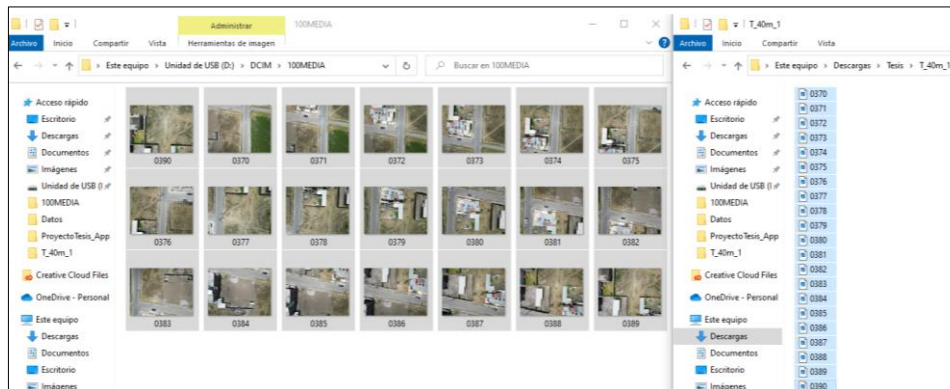 Administrar
100MEDIA
Archivo Inicio Compartir Vista Herramientas de imagen
Este equipo > Unidad de USB (D:) > DCIM > 100MEDIA
Buscar en 100MEDIA
Acceso rápido
Escritorio
Descargas
Documentos
Imágenes
Unidad de USB (I
100MEDIA
Datos
ProyectoTesis_App
T_40m_1
Creative Cloud Files
OneDrive - Personal
Este equipo
Descargas
Documentos
Escritorio
Imágenes
0390 0370 0371 0372 0373 0374 0375
0376 0377 0378 0379 0380 0381 0382
0383 0384 0385 0386 0387 0388 0389
T_40m_1
Archivo Inicio Compartir Vista
Este equipo > Descargas > Tesis > T_40m_1
Acceso rápido
Escritorio
Descargas
Documentos
Imágenes
Unidad de USB (I
100MEDIA
Datos
ProyectoTesis_App
T_40m_1
Creative Cloud Files
OneDrive - Personal
Este equipo
Descargas
Documentos
Escritorio
Imágenes
0370
0371
0372
0373
0374
0375
0376
0377
0378
0379
0380
0381
0382
0383
0384
0385
0386
0387
0388
0389
0390